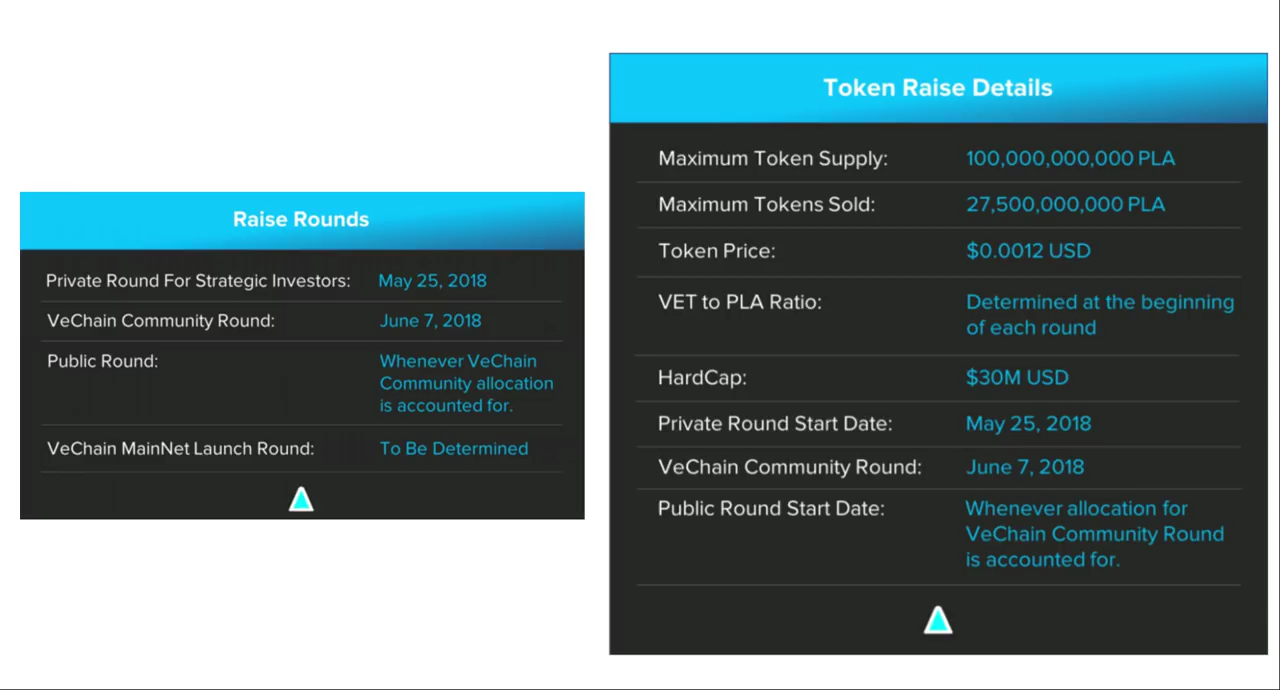 Raise Rounds
Private Round For Strategic Investors: May 25, 2018
VeChain Community Round: June 7, 2018
Public Round: Whenever VeChain
Community allocation
is accounted for.
VeChain MainNet Launch Round: To Be Determined
Token Raise Details
Maximum Token Supply: 100,000,000,000 PLA
Maximum Tokens Sold: 27,500,000,000 PLA
Token Price: $0.0012 USD
VET to PLA Ratio: Determined at the beginning
of each round
HardCap: $30M USD
Private Round Start Date: May 25, 2018
VeChain Community Round: June 7, 2018
Public Round Start Date: Whenever allocation for
VeChain Community Round
is accounted for.